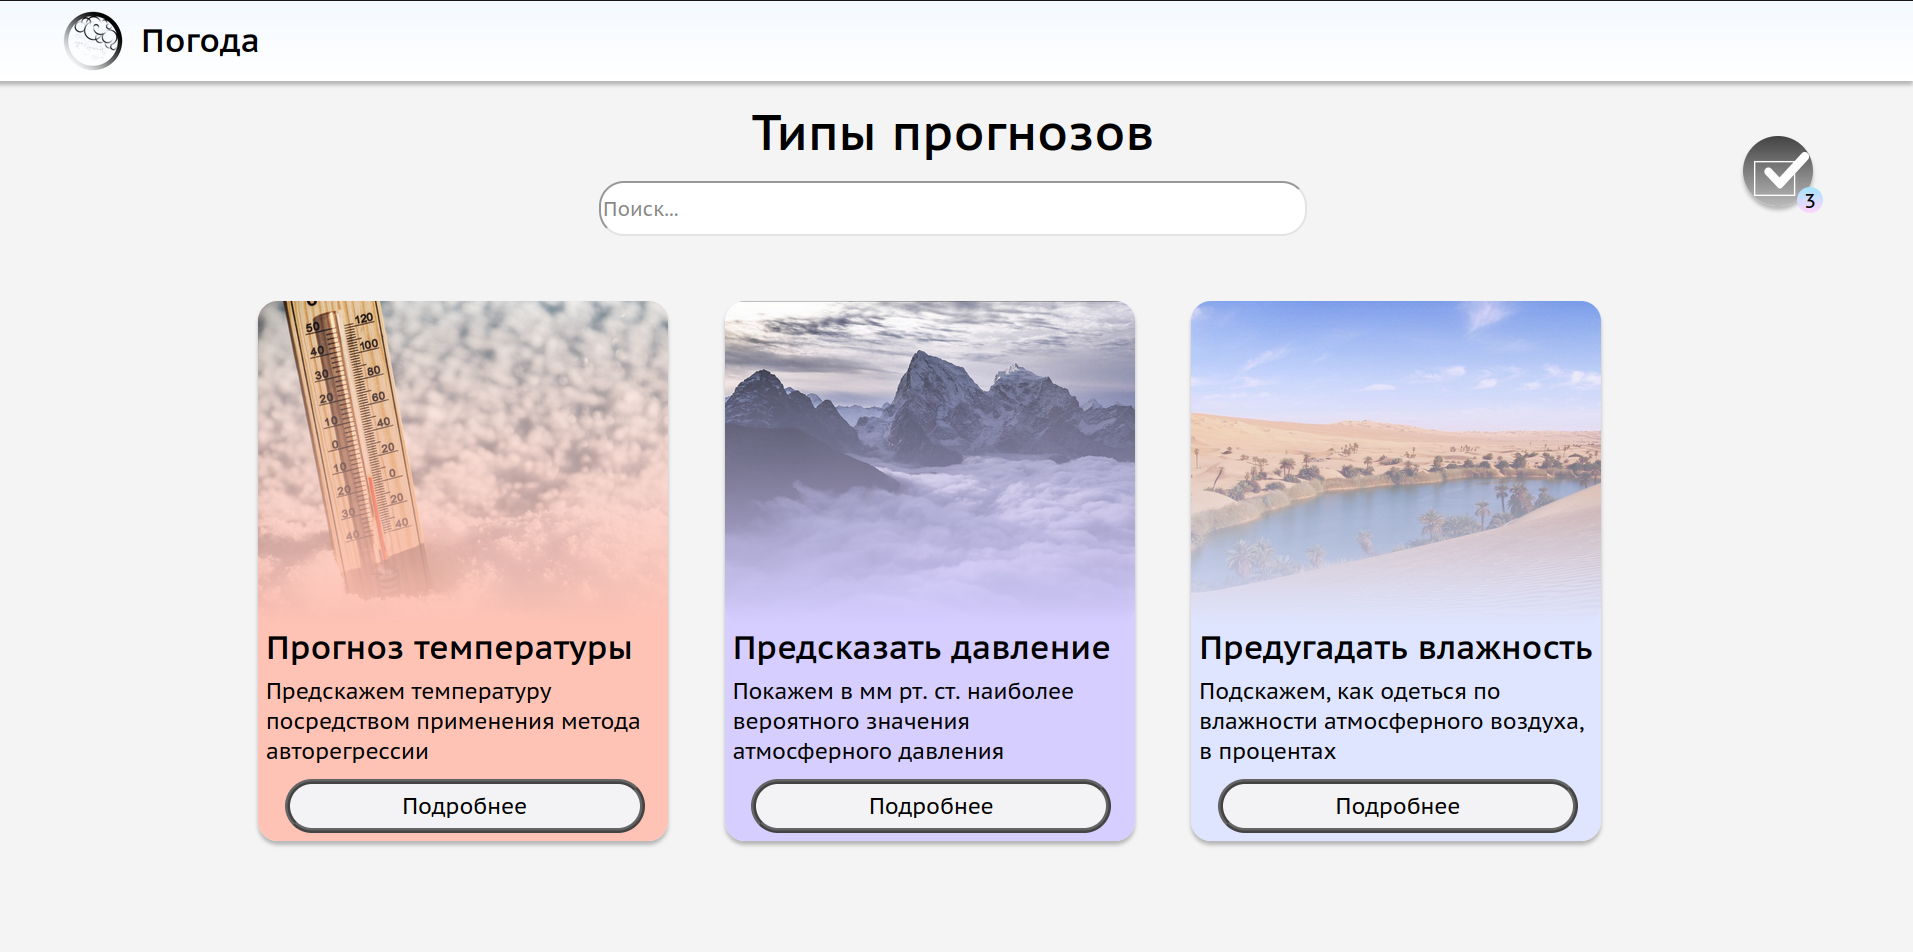 Погода
Типы прогнозов
Поиск...
3
50 120
40 100
30 80
20 60
10 40
0 20
10 0
20 20
30 40
40
Прогноз температуры
Предскажем температуру
посредством применения метода
авторегрессии
Подробнее
Предсказать давление
Покажем в мм рт. ст. наиболее
вероятного значения
атмосферного давления
Подробнее
Предугадать влажность
Подскажем, как одеться по
влажности атмосферного воздуха,
в процентах
Подробнее